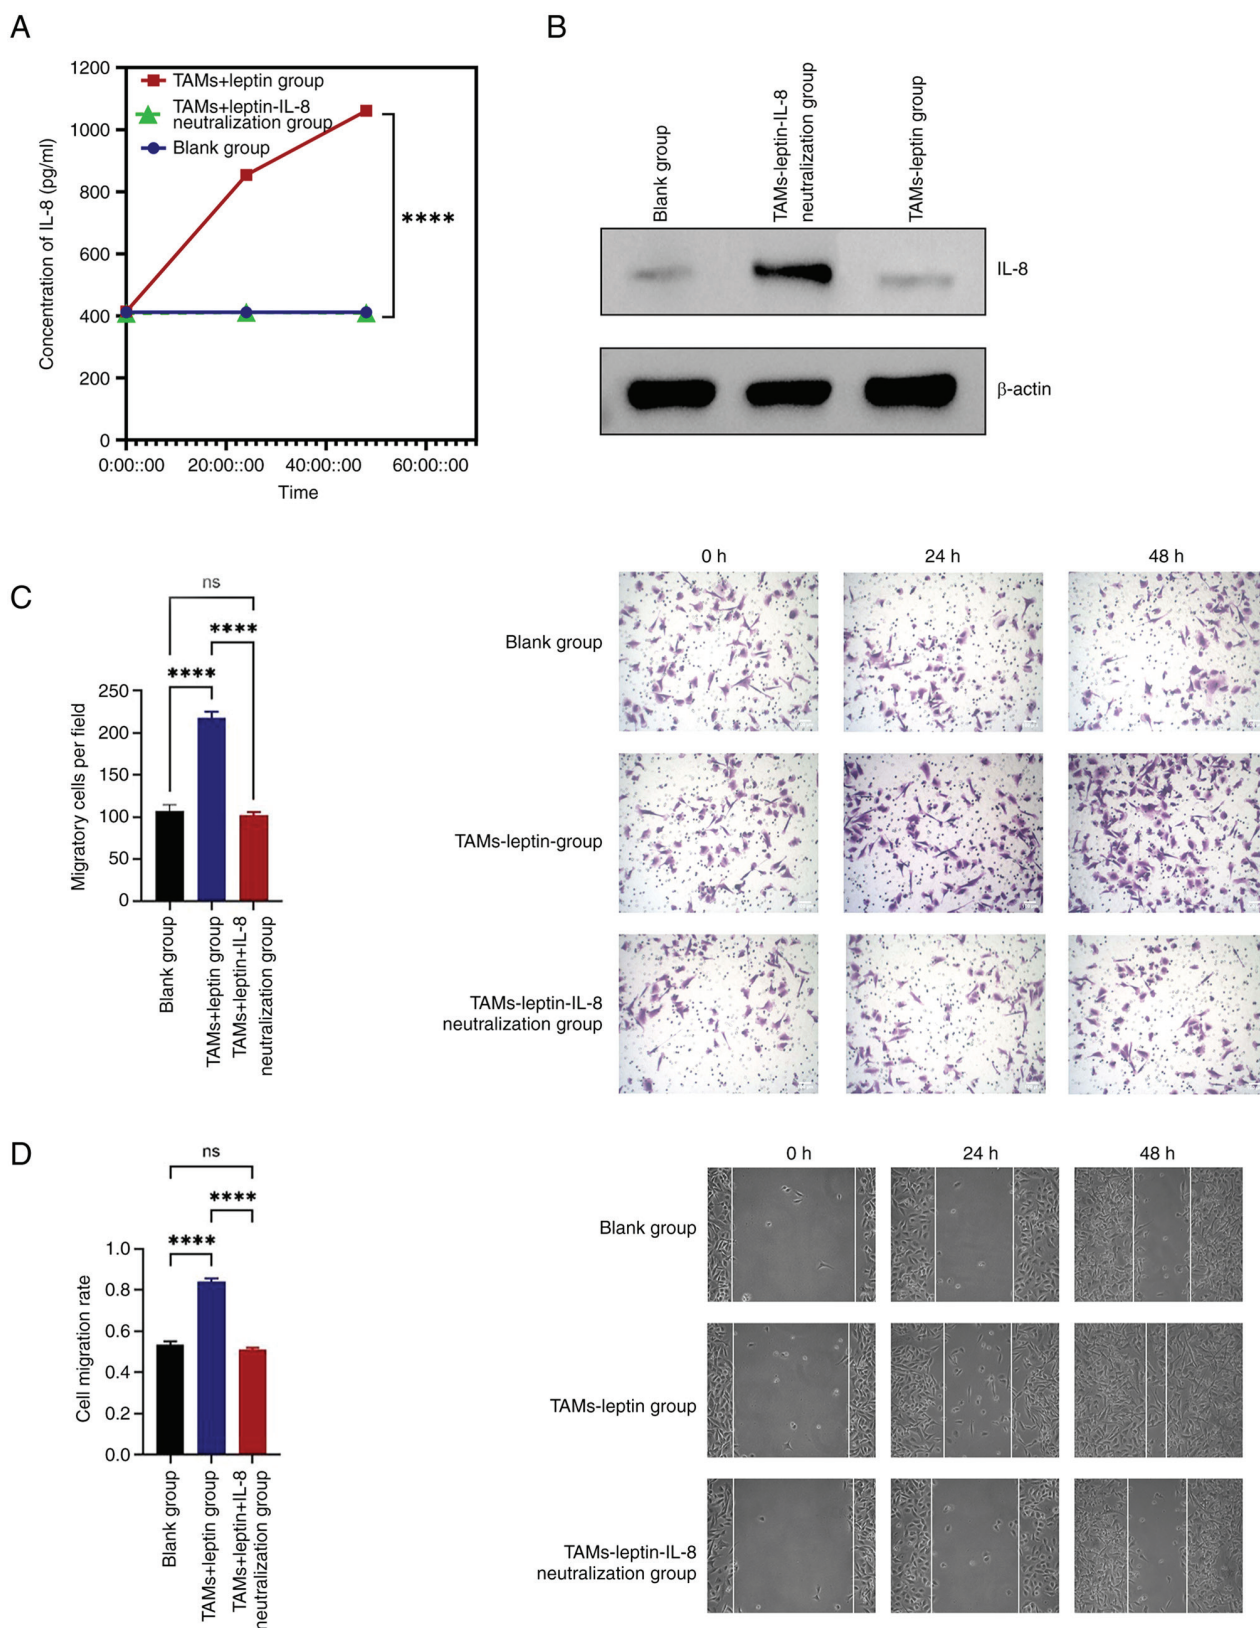 A
1200
1000
800
600
400
200
0
Concentration of IL-8 (pg/ml)
TAMs+leptin group
TAMs+leptin-IL-8
neutralization group
Blank group
****
0:00::00 20:00::00 40:00::00 60:00::00
Time
B
Blank group
TAMs-leptin-IL-8
neutralization group
TAMs-leptin group
IL-8
β-actin
C
ns
****
****
250
200
150
100
50
0
Migratory cells per field
Blank group
TAMs+leptin group
TAMs+leptin+IL-8
neutralization group
0 h 24 h 48 h
Blank group
TAMs-leptin-group
TAMs-leptin-IL-8
neutralization group
D
ns
****
****
1.0
0.8
0.6
0.4
0.2
0.0
Cell migration rate
Blank group
TAMs+leptin group
TAMs+leptin+IL-8
neutralization group
0 h 24 h 48 h
Blank group
TAMs-leptin group
TAMs-leptin-IL-8
neutralization group